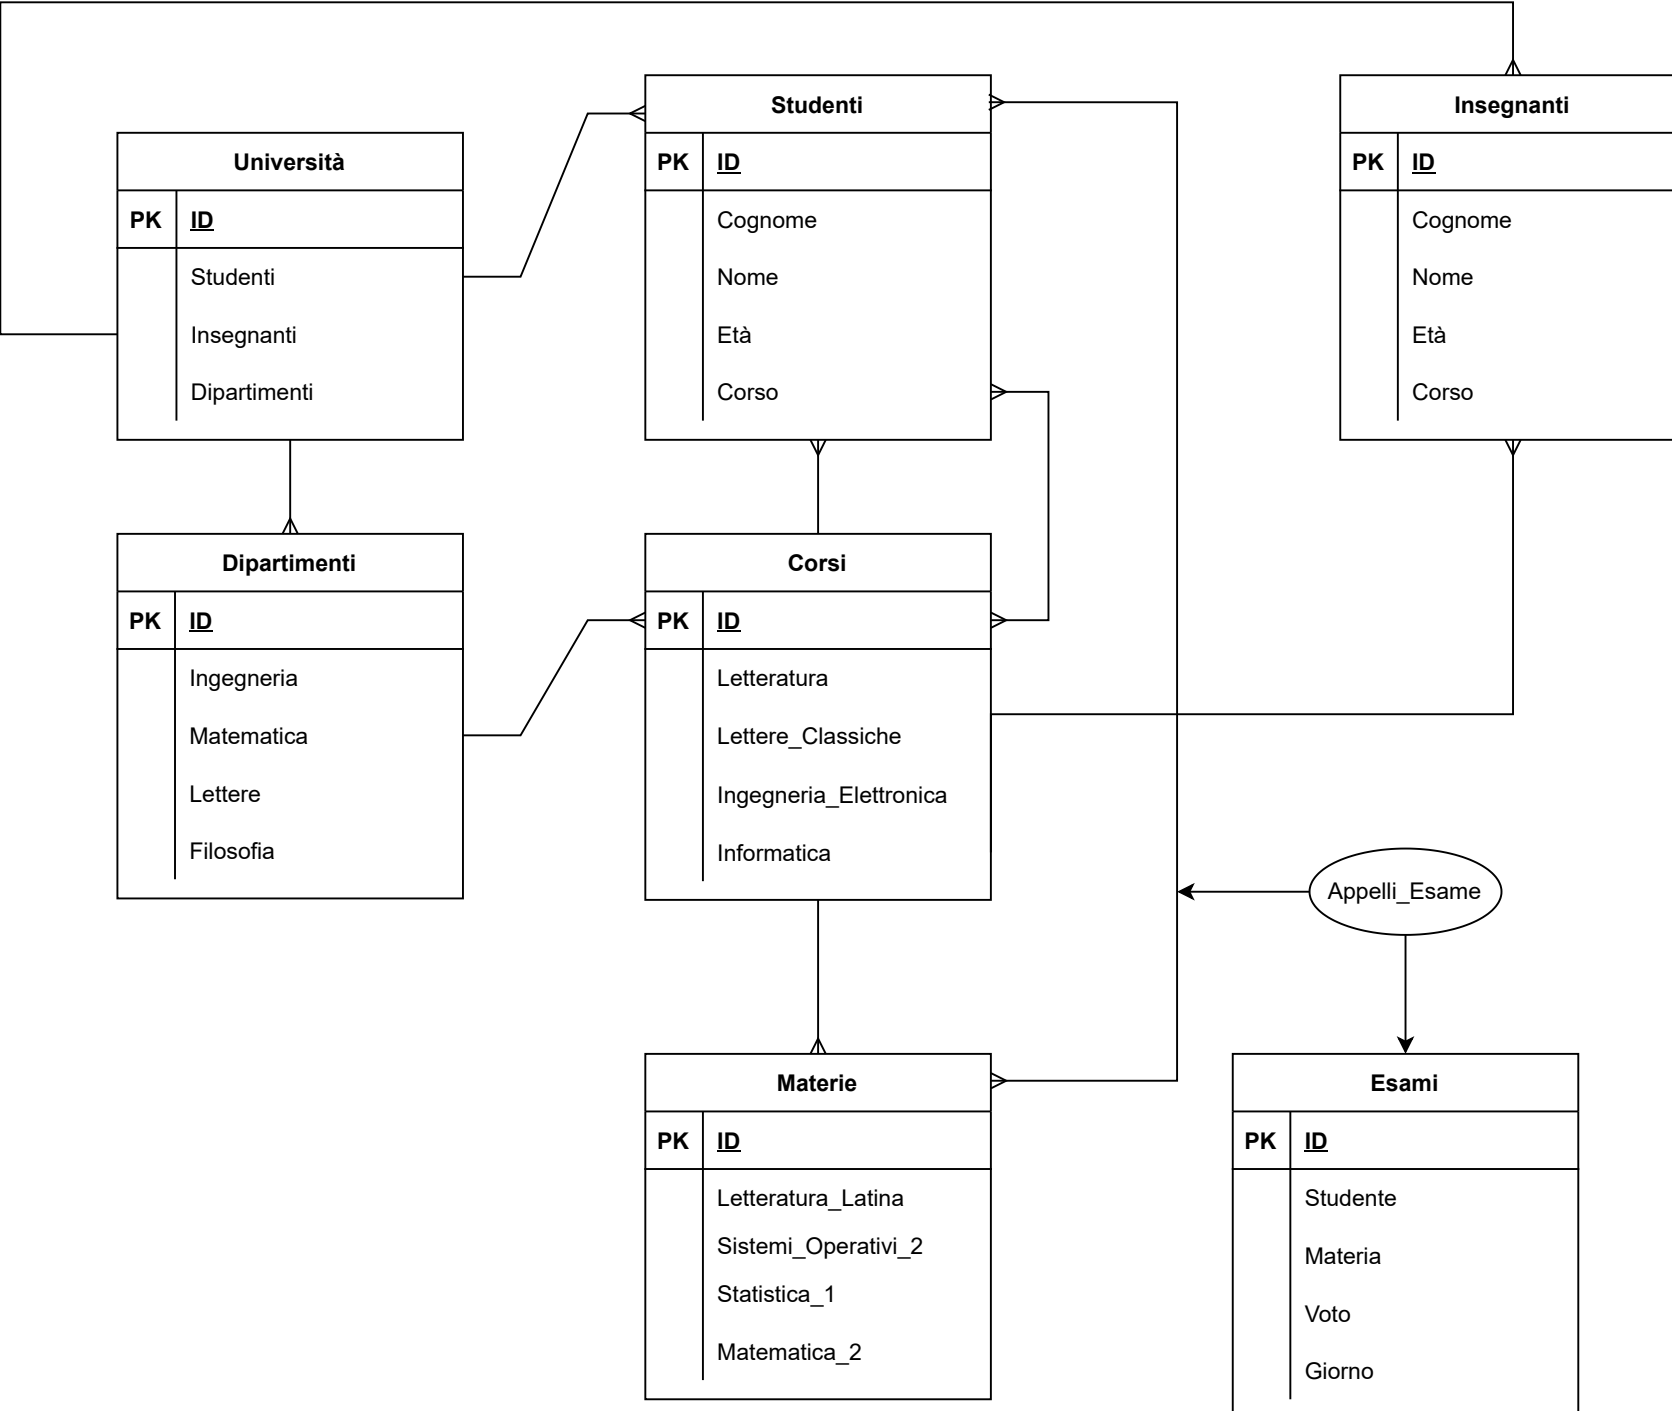 Università
PK ID
Studenti
Insegnanti
Dipartimenti
Studenti
PK ID
Cognome
Nome
Età
Corso
Insegnanti
PK ID
Cognome
Nome
Età
Corso
Dipartimenti
PK ID
Ingegneria
Matematica
Lettere
Filosofia
Corsi
PK ID
Letteratura
Lettere_Classiche
Ingegneria_Elettronica
Informatica
Appelli_Esame
Materie
PK ID
Letteratura_Latina
Sistemi_Operativi_2
Statistica_1
Matematica_2
Esami
PK ID
Studente
Materia
Voto
Giorno